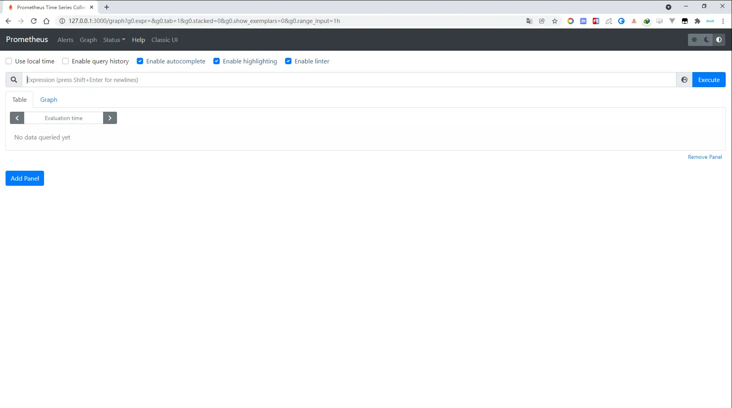 Prometheus Time Series Collec
127.0.0.1:3000/graph?g0.expr=&g0.tab=1&g0.stacked=0&g0.show_exemplars=0&g0.range_input=1h
Prometheus Alerts Graph Status Help Classic UI
Use local time Enable query history Enable autocomplete Enable highlighting Enable linter
Expression (press Shift+Enter for newlines) Execute
Table Graph
Evaluation time
No data queried yet
Remove Panel
Add Panel